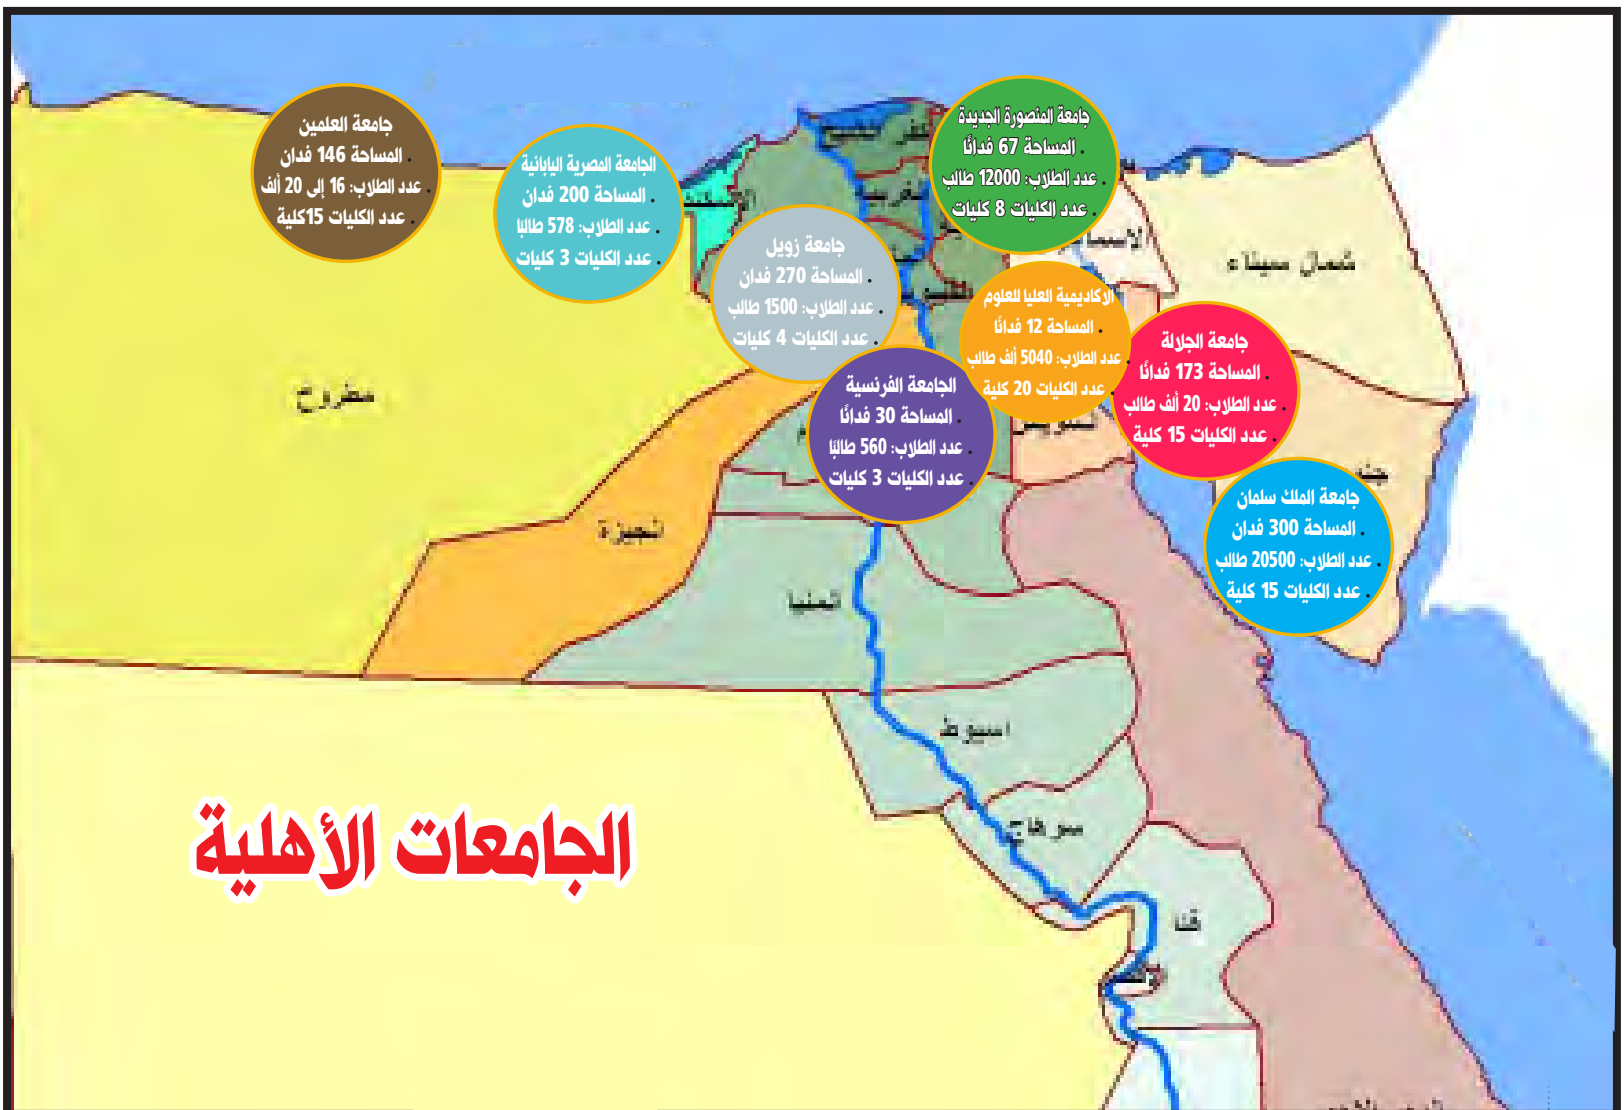 جامعة العلمين
. المساحة 146 فدان
. عدد الطلاب: 16 إلى 20 ألف
. عدد الكليات 15كلية
الجامعة المصرية اليابانية
. المساحة 200 فدان
. عدد الطلاب: 578 طالبًا
. عدد الكليات 3 كليات
جامعة زويل
. المساحة 270 فدان
. عدد الطلاب: 1500 طالب
. عدد الكليات 4 كليات
جامعة المنصورة الجديدة
. المساحة 67 فدانًا
. عدد الطلاب: 12000 طالب
. عدد الكليات 8 كليات
الاكاديمية العليا للعلوم
. المساحة 12 فدانًا
. عدد الطلاب: 5040 ألف طالب
. عدد الكليات 20 كلية
جامعة الجلالة
. المساحة 173 فدانًا
. عدد الطلاب: 20 ألف طالب
. عدد الكليات 15 كلية
الجامعة الفرنسية
. المساحة 30 فدانًا
. عدد الطلاب: 560 طالبًا
. عدد الكليات 3 كليات
جامعة الملك سلمان
. المساحة 300 فدان
. عدد الطلاب: 20500 طالب
. عدد الكليات 15 كلية
شمال سيناء
مطروح
الجيزة
المنيا
اسيوط
سوهاج
قنا
الجامعات الأهلية